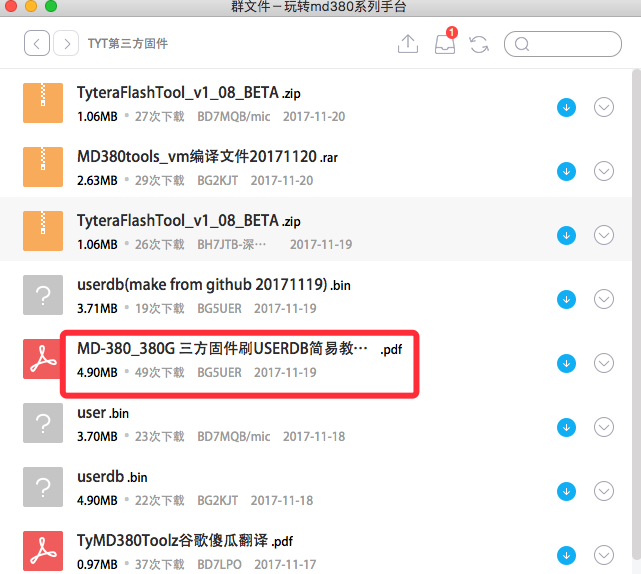 群文件－玩转md380系列手台
TYT第三方固件
1
TyteraFlashTool_v1_08_BETA .zip
1.06MB 27次下载 BD7MQB/mic 2017-11-20
MD380tools_vm编译文件20171120 .rar
2.63MB 29次下载 BG2KJT 2017-11-20
TyteraFlashTool_v1_08_BETA .zip
1.06MB 26次下载 BH7JTB-深… 2017-11-19
userdb(make from github 20171119) .bin
3.71MB 19次下载 BG5UER 2017-11-19
MD-380_380G 三方固件刷USERDB简易教… .pdf
4.90MB 49次下载 BG5UER 2017-11-19
user .bin
3.70MB 23次下载 BD7MQB/mic 2017-11-18
userdb .bin
4.90MB 22次下载 BG2KJT 2017-11-18
TyMD380Toolz谷歌傻瓜翻译 .pdf
0.97MB 37次下载 BD7LPO 2017-11-17